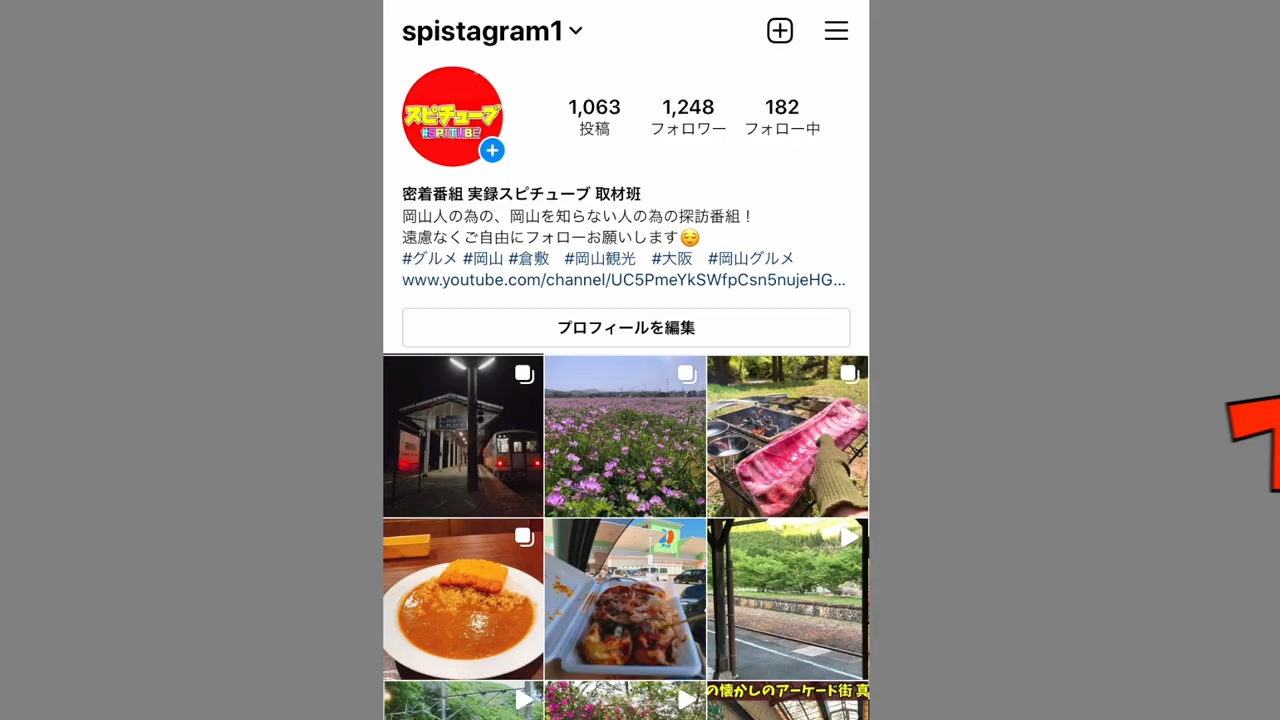 spistagram1
スピチューブ
#SPITUBE
1,063
投稿
1,248
フォロワー
182
フォロー中
密着番組 実録スピチューブ 取材班
岡山人の為の、岡山を知らない人の為の探訪番組！
遠慮なくご自由にフォローお願いします😌
#グルメ #岡山 #倉敷　#岡山観光　#大阪　#岡山グルメ
www.youtube.com/channel/UC5PmeYkSWfpCsn5nujeHG...
プロフィールを編集
の懐かしのアーケード街 真